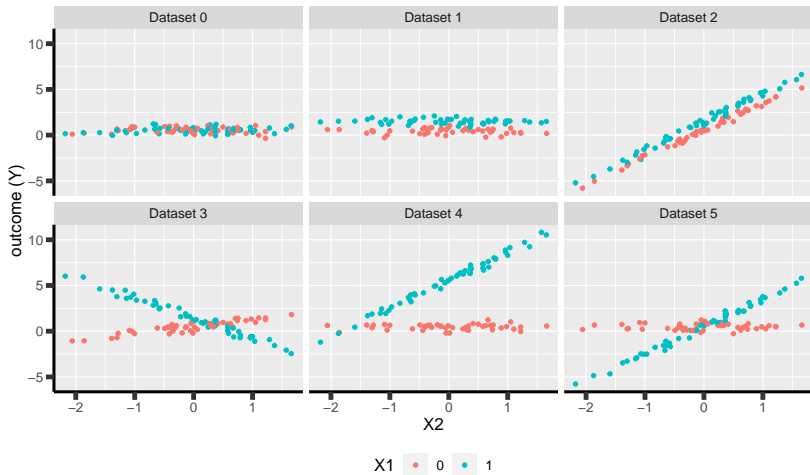 Dataset 0 Dataset 1 Dataset 2
10
5
0
−5
Dataset 3 Dataset 4 Dataset 5
10
5
0
−5
outcome (Y)
−2 −1 0 1 −2 −1 0 1 −2 −1 0 1
X2
X1 0 1